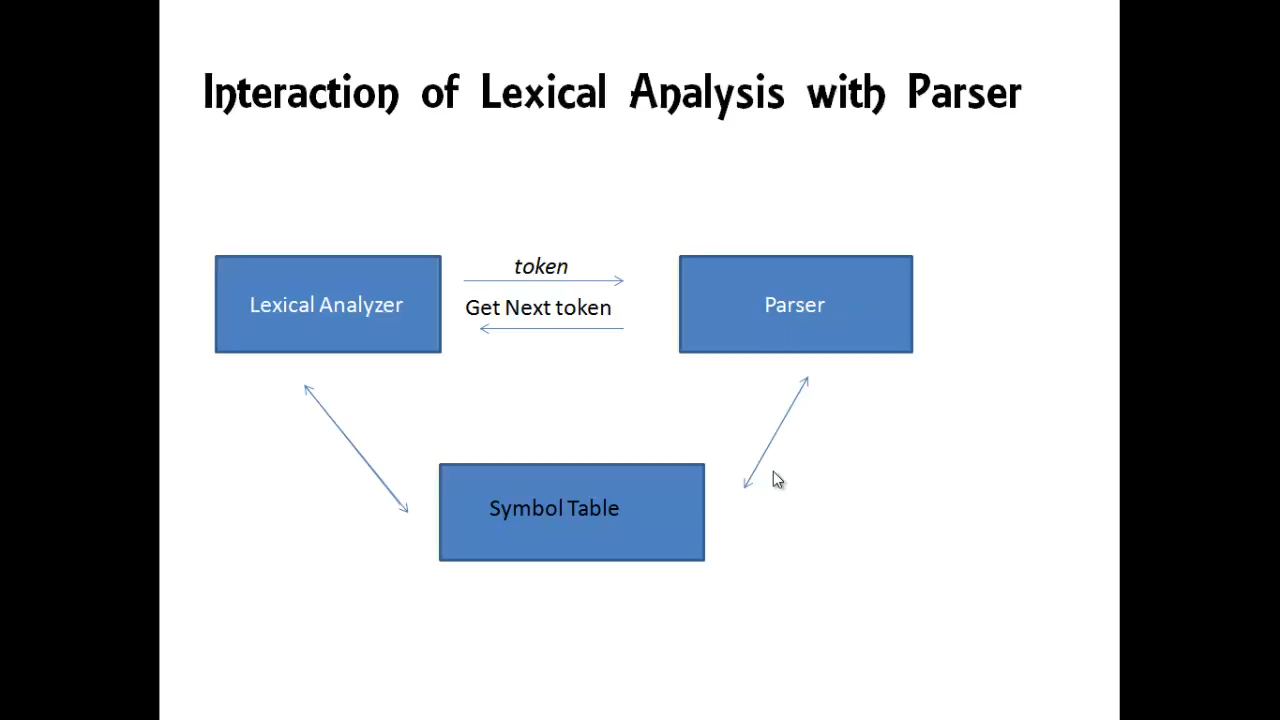 Interaction of Lexical Analysis with Parser
token
Lexical Analyzer
Get Next token
Parser
Symbol Table